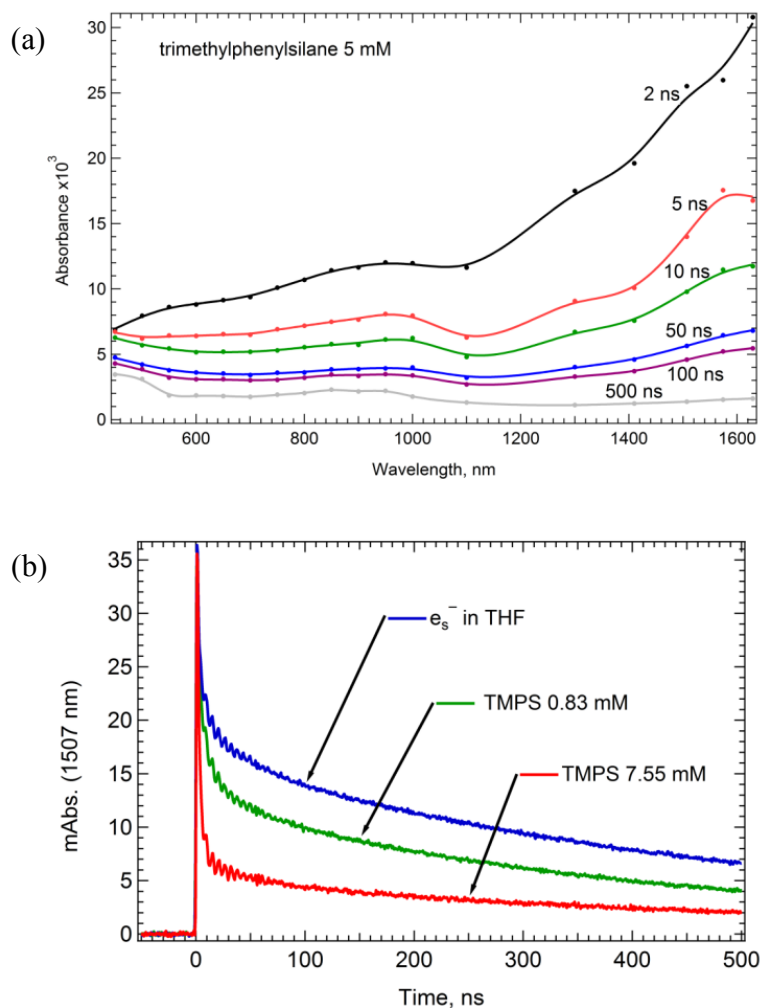 (a)
trimethylphenylsilane 5 mM
Absorbance x10³
30
25
20
15
10
5
0
2 ns
5 ns
10 ns
50 ns
100 ns
500 ns
600
800
1000
1200
1400
1600
Wavelength, nm
(b)
mAbs. (1507 nm)
35
30
25
20
15
10
5
0
eₛ⁻ in THF
TMPS 0.83 mM
TMPS 7.55 mM
0
100
200
300
400
500
Time, ns